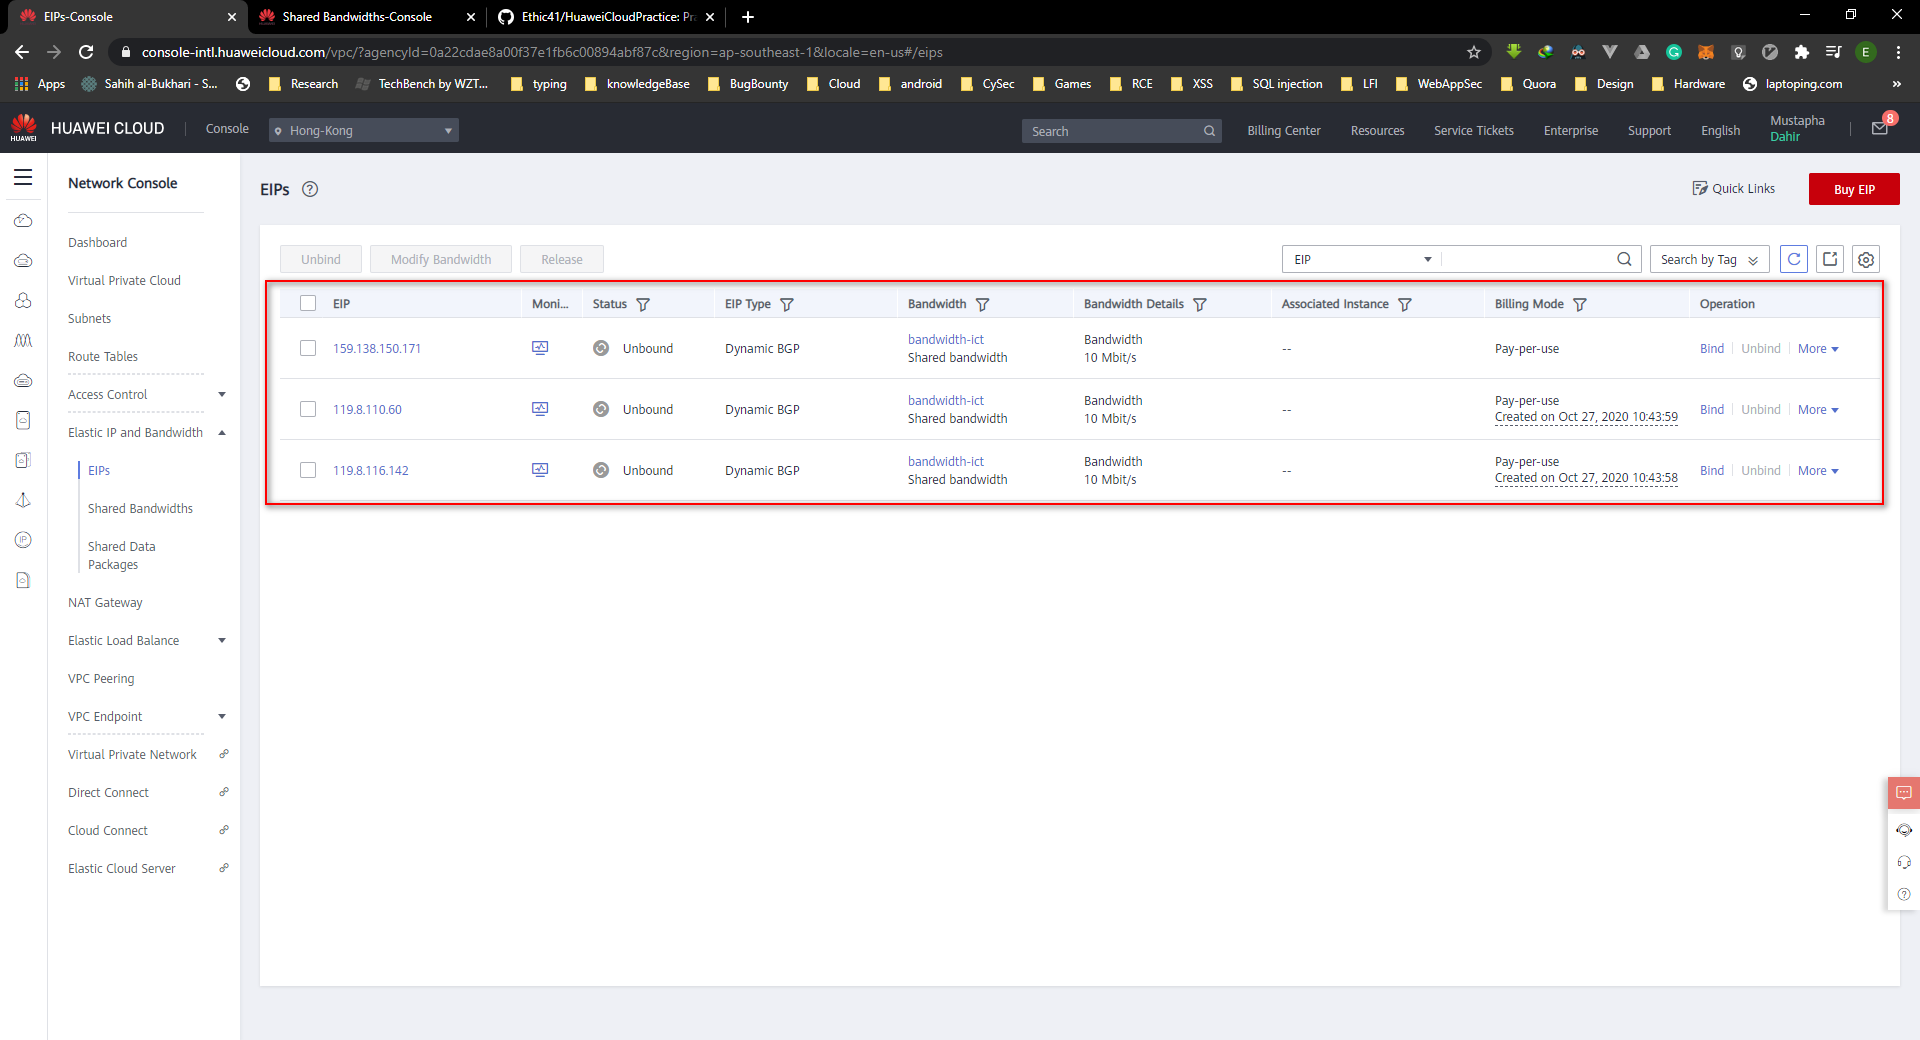 EIPs-Console
Shared Bandwidths-Console
Ethic41/HuaweiCloudPractice: Pra
console-intl.huaweicloud.com/vpc/?agencyId=0a22cdae8a00f37e1fb6c00894abf87c&region=ap-southeast-1&locale=en-us#/eips
E
Apps
Sahih al-Bukhari - S...
Research
TechBench by WZT...
typing
knowledgeBase
BugBounty
Cloud
android
CySec
Games
RCE
XSS
SQL injection
LFI
WebAppSec
Quora
Design
Hardware
laptoping.com
»
HUAWEI
HUAWEI CLOUD
Console
Hong-Kong
Search
Billing Center
Resources
Service Tickets
Enterprise
Support
English
Mustapha
Dahir
8
Network Console
Dashboard
Virtual Private Cloud
Subnets
Route Tables
Access Control
Elastic IP and Bandwidth
EIPs
Shared Bandwidths
Shared Data
Packages
NAT Gateway
Elastic Load Balance
VPC Peering
VPC Endpoint
Virtual Private Network
Direct Connect
Cloud Connect
Elastic Cloud Server
IP
EIPs ?
Quick Links
Buy EIP
Unbind
Modify Bandwidth
Release
EIP
Search by Tag
EIP
Moni...
Status
EIP Type
Bandwidth
Bandwidth Details
Associated Instance
Billing Mode
Operation
159.138.150.171
Unbound
Dynamic BGP
bandwidth-ict
Shared bandwidth
Bandwidth
10 Mbit/s
--
Pay-per-use
Bind
Unbind
More
119.8.110.60
Unbound
Dynamic BGP
bandwidth-ict
Shared bandwidth
Bandwidth
10 Mbit/s
--
Pay-per-use
Created on Oct 27, 2020 10:43:59
Bind
Unbind
More
119.8.116.142
Unbound
Dynamic BGP
bandwidth-ict
Shared bandwidth
Bandwidth
10 Mbit/s
--
Pay-per-use
Created on Oct 27, 2020 10:43:58
Bind
Unbind
More
?